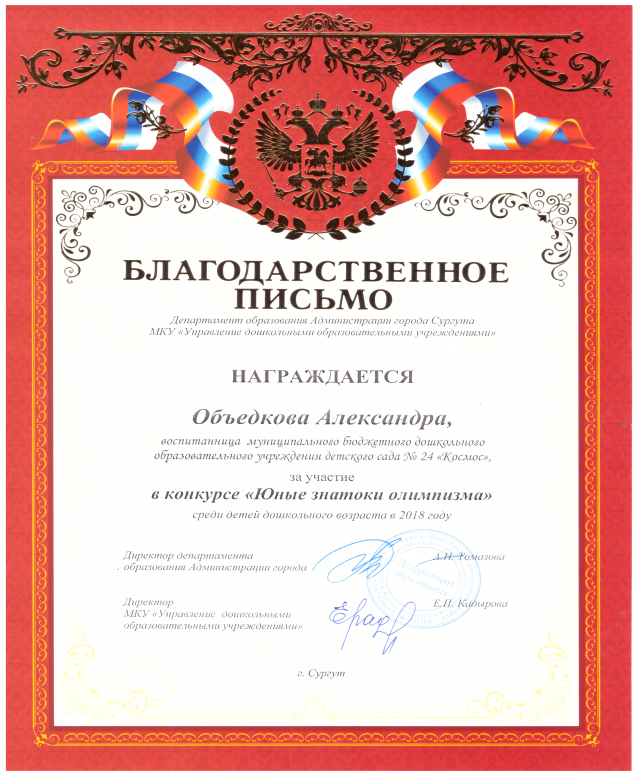 БЛАГОДАРСТВЕННОЕ
ПИСЬМО
Департамент образования Администрации города Сургута
МКУ «Управление дошкольными образовательными учреждениями»
НАГРАЖДАЕТСЯ
Объедкова Александра,
воспитанница муниципального бюджетного дошкольного
образовательного учреждения детского сада № 24 «Космос»,
за участие
в конкурсе «Юные знатоки олимпизма»
среди детей дошкольного возраста в 2018 году
Директор департамента
образования Администрации города
А.Н. Томазова
Директор
МКУ «Управление дошкольными
образовательными учреждениями»
Е.П. Кадырова
Департамент
образования
г. Сургут